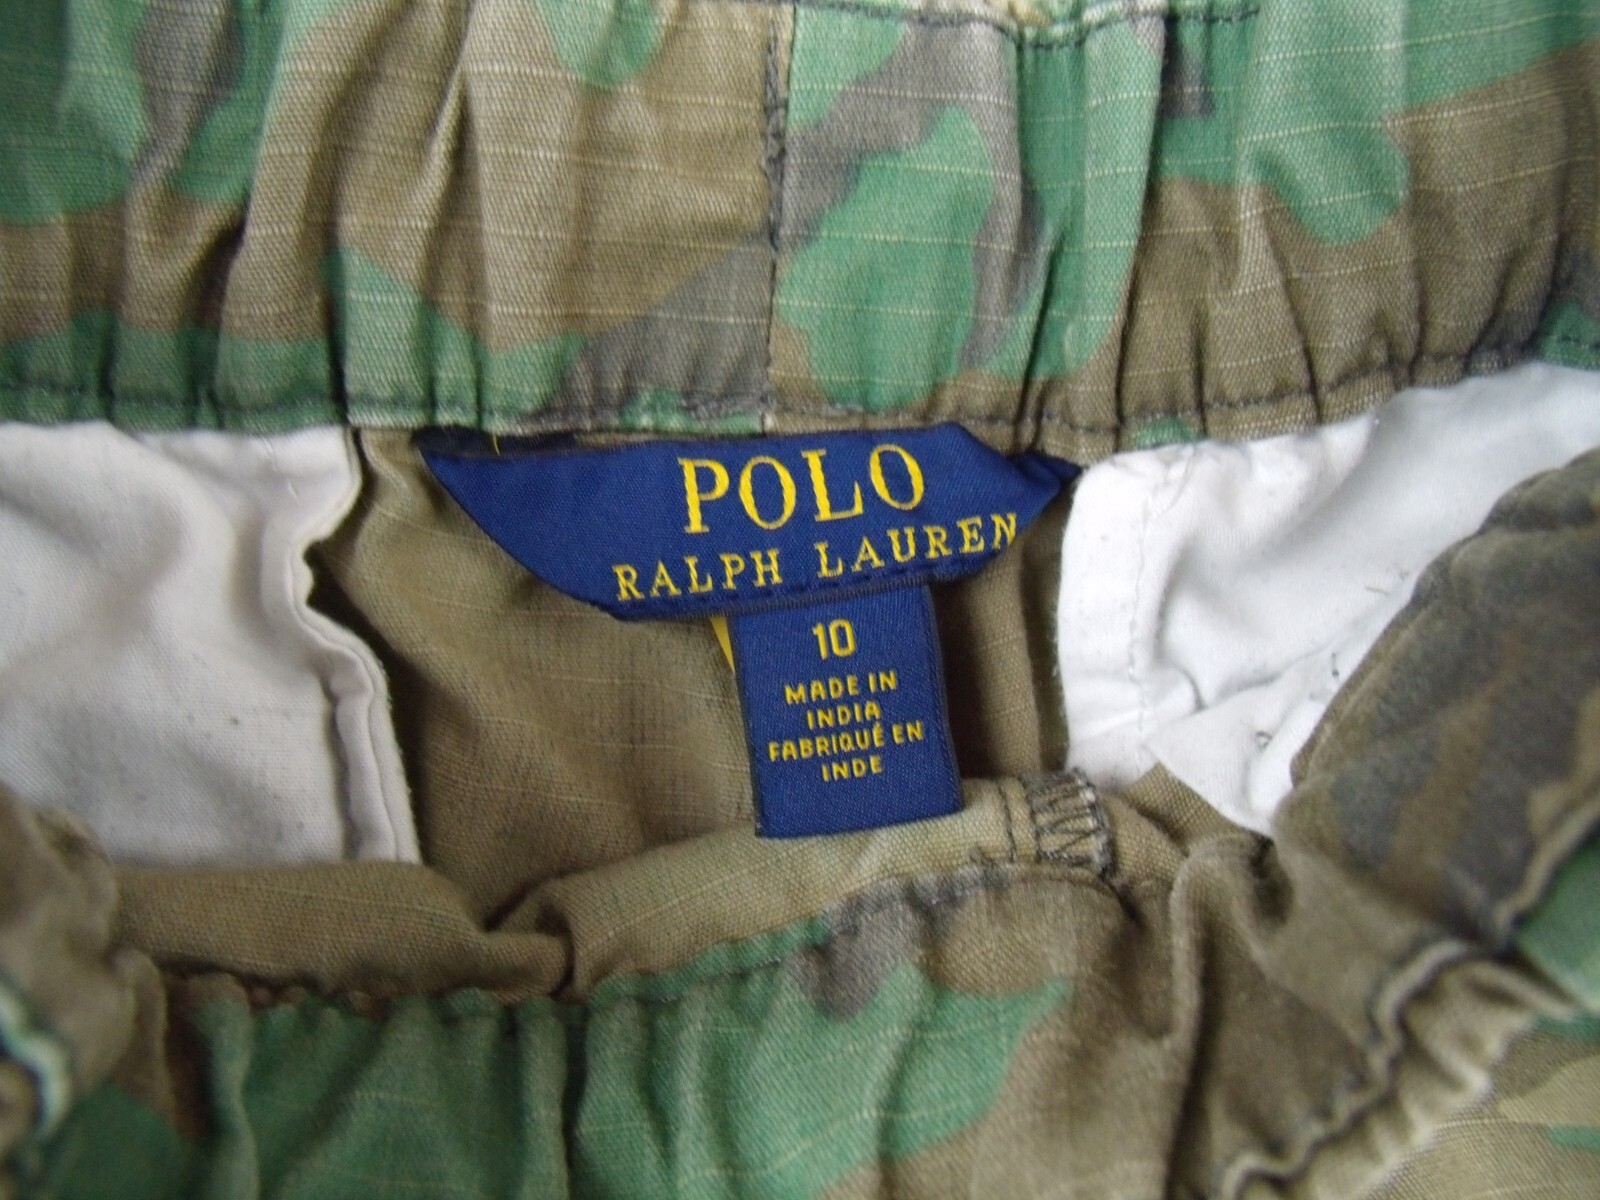 POLO
RALPH LAUREN
10
MADE IN
INDIA
FABRIQUÉ EN
INDE